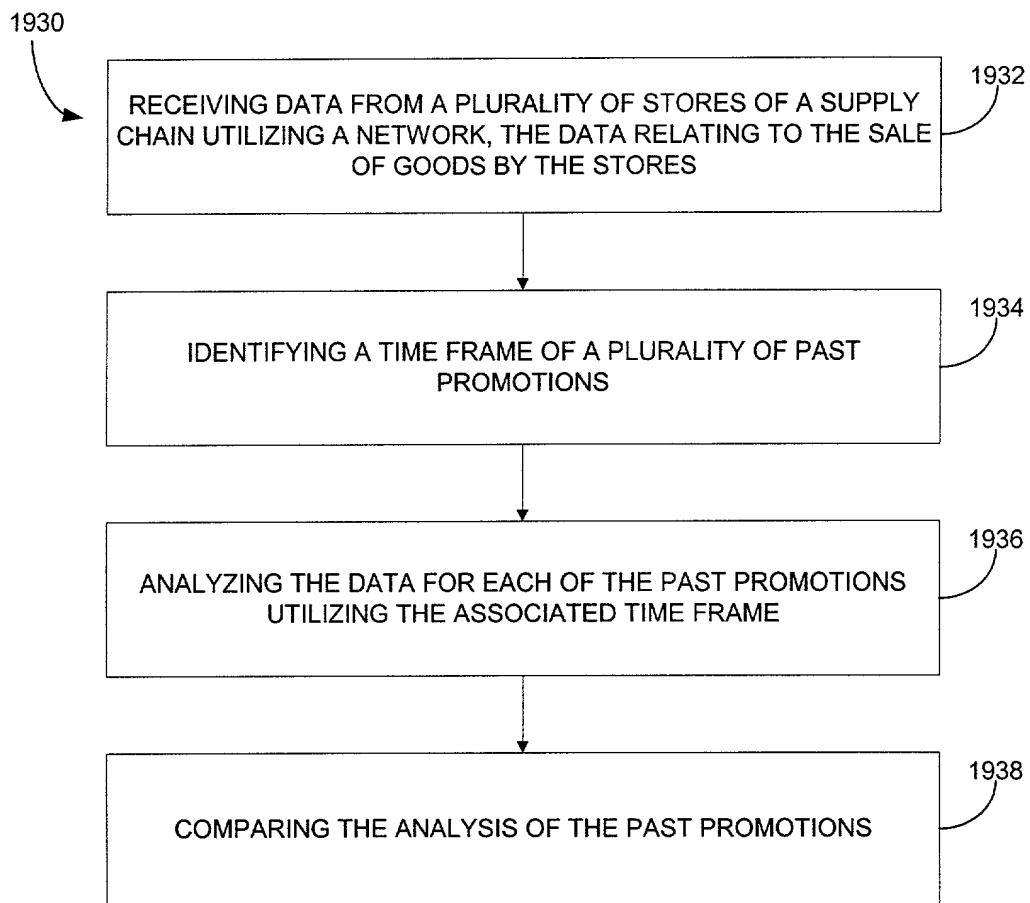 1930
1932
RECEIVING DATA FROM A PLURALITY OF STORES OF A SUPPLY
CHAIN UTILIZING A NETWORK, THE DATA RELATING TO THE SALE
OF GOODS BY THE STORES
1934
IDENTIFYING A TIME FRAME OF A PLURALITY OF PAST
PROMOTIONS
1936
ANALYZING THE DATA FOR EACH OF THE PAST PROMOTIONS
UTILIZING THE ASSOCIATED TIME FRAME
1938
COMPARING THE ANALYSIS OF THE PAST PROMOTIONS